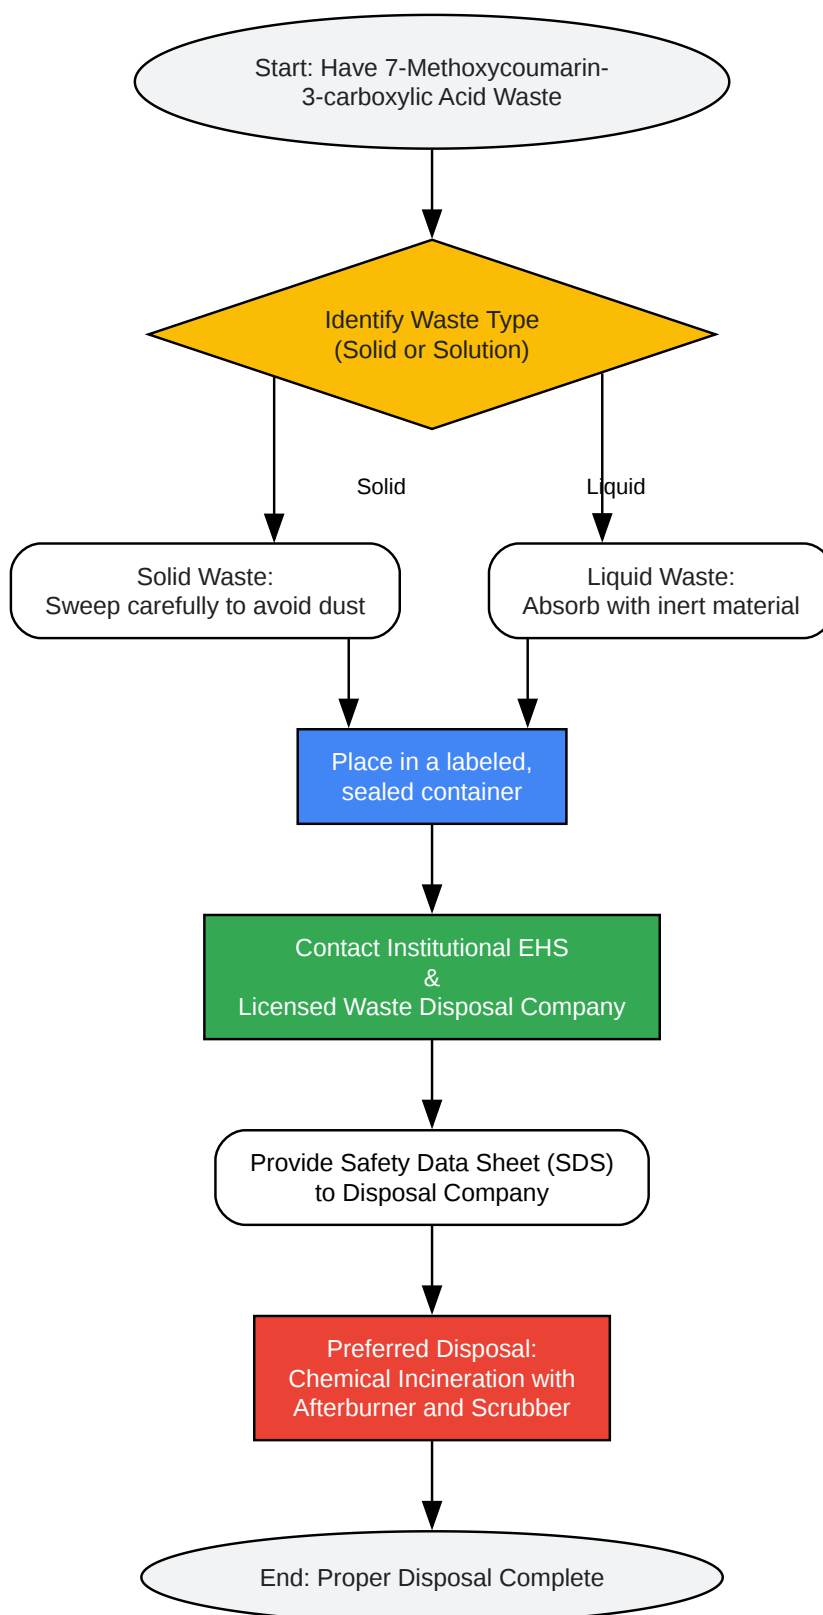 Start: Have 7-Methoxycoumarin-
3-carboxylic Acid Waste
Identify Waste Type
(Solid or Solution)
Solid
Liquid
Solid Waste:
Sweep carefully to avoid dust
Liquid Waste:
Absorb with inert material
Place in a labeled,
sealed container
Contact Institutional EHS
&
Licensed Waste Disposal Company
Provide Safety Data Sheet (SDS)
to Disposal Company
Preferred Disposal:
Chemical Incineration with
Afterburner and Scrubber
End: Proper Disposal Complete